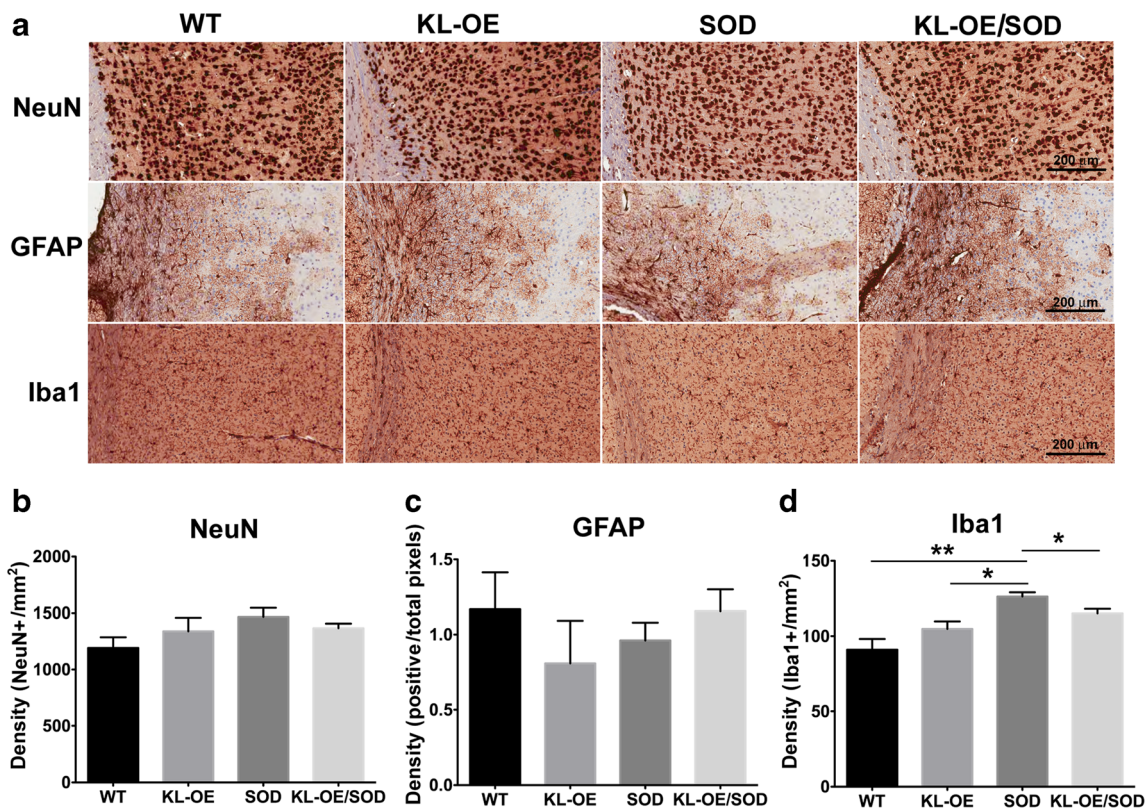 a
WT KL-OE SOD KL-OE/SOD
NeuN
200 µm
GFAP
200 µm
Iba1
200 µm
b
NeuN
Density (NeuN+/mm²)
2000
1500
1000
500
0
WT KL-OE SOD KL-OE/SOD
c
GFAP
Density (positive/total pixels)
1.5
1.0
0.5
0.0
WT KL-OE SOD KL-OE/SOD
d
Iba1
Density (Iba1+/mm²)
150
100
50
0
** *
*
WT KL-OE SOD KL-OE/SOD